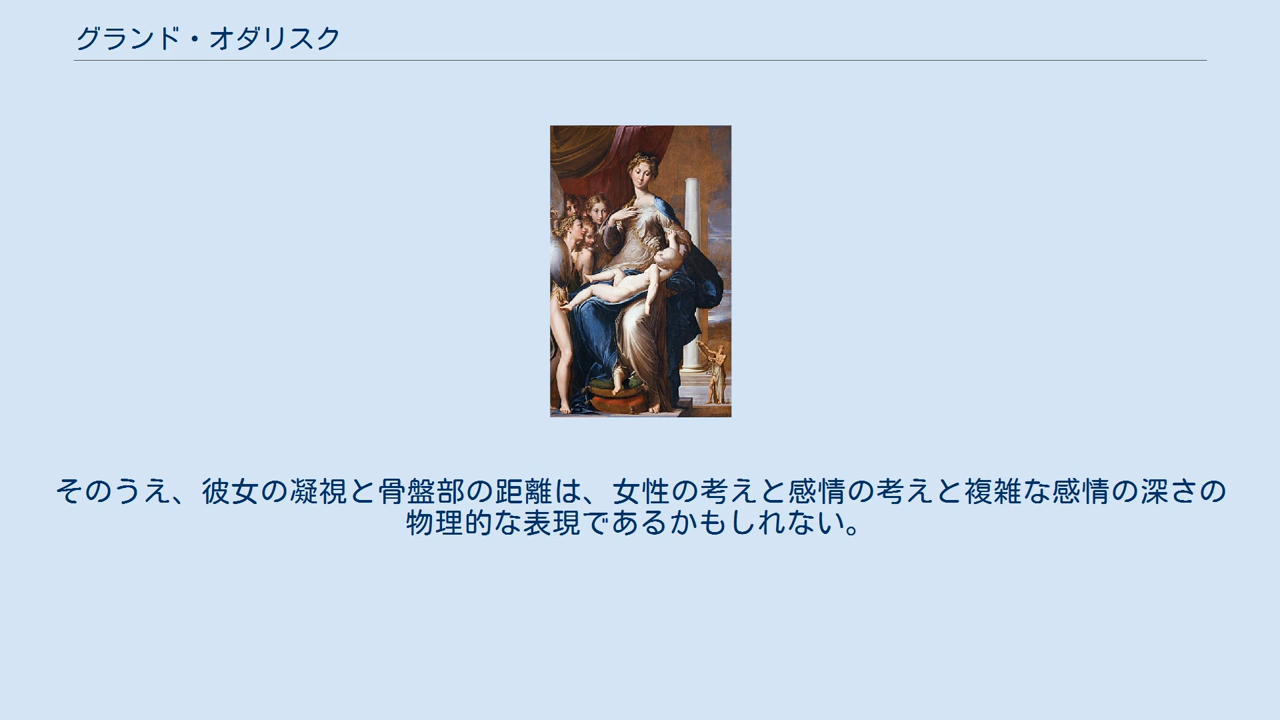 グランド・オダリスク
そのうえ、彼女の凝視と骨盤部の距離は、女性の考えと感情の考えと複雑な感情の深さの
物理的な表現であるかもしれない。